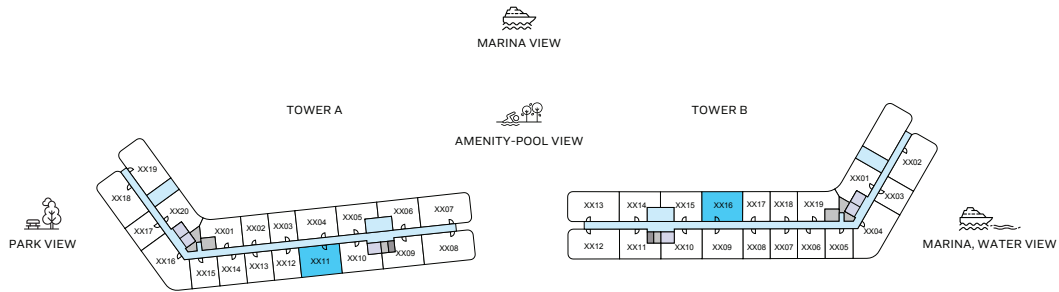 MARINA VIEW
TOWER A
TOWER B
AMENITY-POOL VIEW
PARK VIEW
MARINA, WATER VIEW
XX19
XX18
XX20
XX17
XX16
XX01
XX02
XX03
XX04
XX05
XX06
XX07
XX15
XX14
XX13
XX12
XX11
XX10
XX09
XX08
XX13
XX14
XX15
XX16
XX17
XX18
XX19
XX01
XX02
XX03
XX04
XX12
XX11
XX10
XX09
XX08
XX07
XX06
XX05